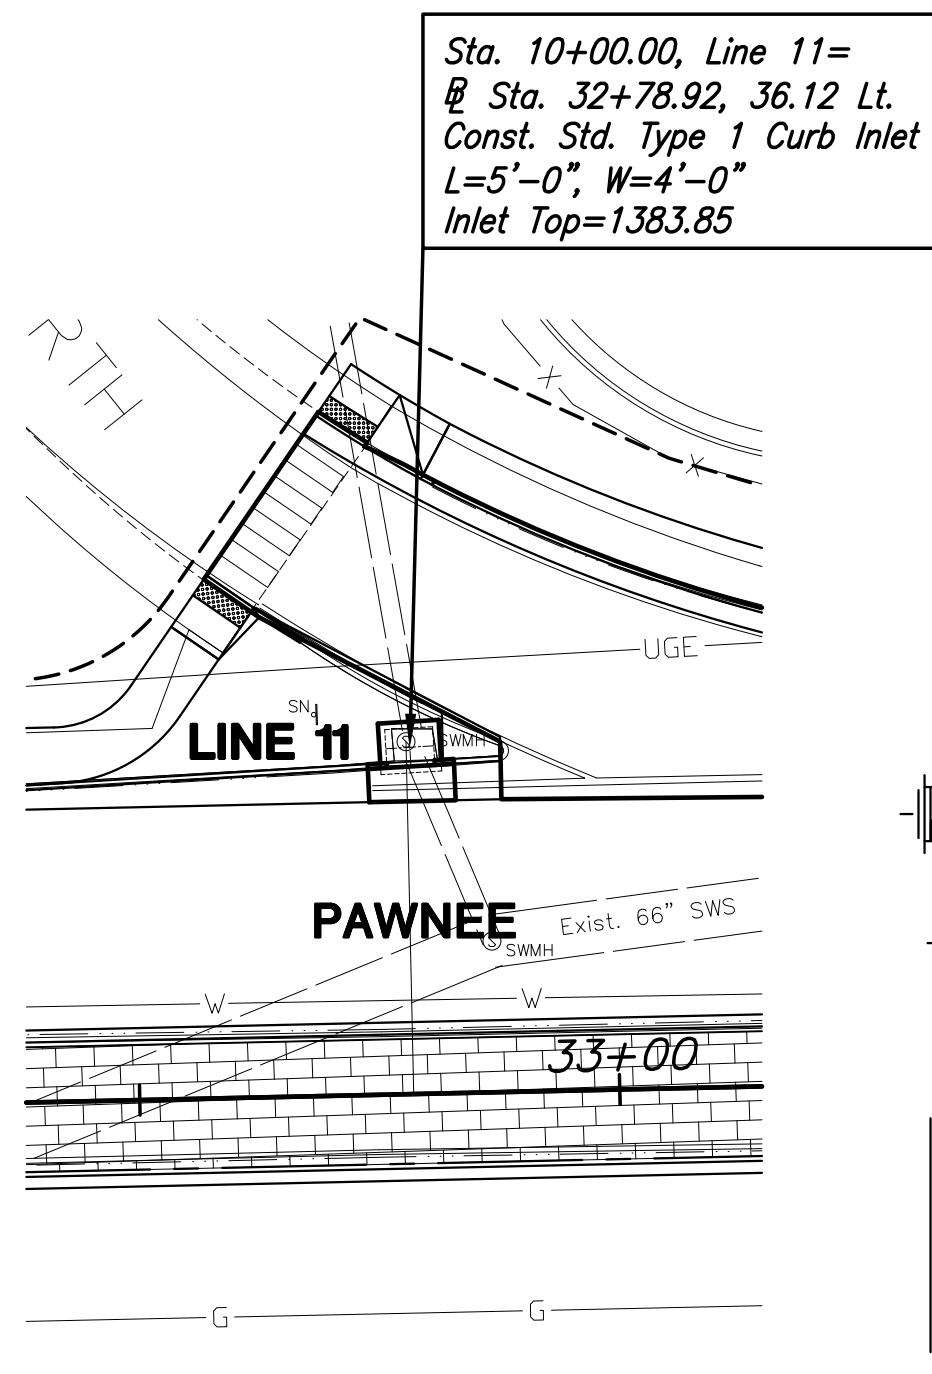 Sta. 10+00.00, Line 11=
℄ Sta. 32+78.92, 36.12 Lt.
Const. Std. Type 1 Curb Inlet
L=5'-0", W=4'-0"
Inlet Top=1383.85
RTH
X
X
UGE
SN
LINE 11
S
SWMH
PAWNEE
Exist. 66" SWS
S
SWMH
W
W
33+00
G
G